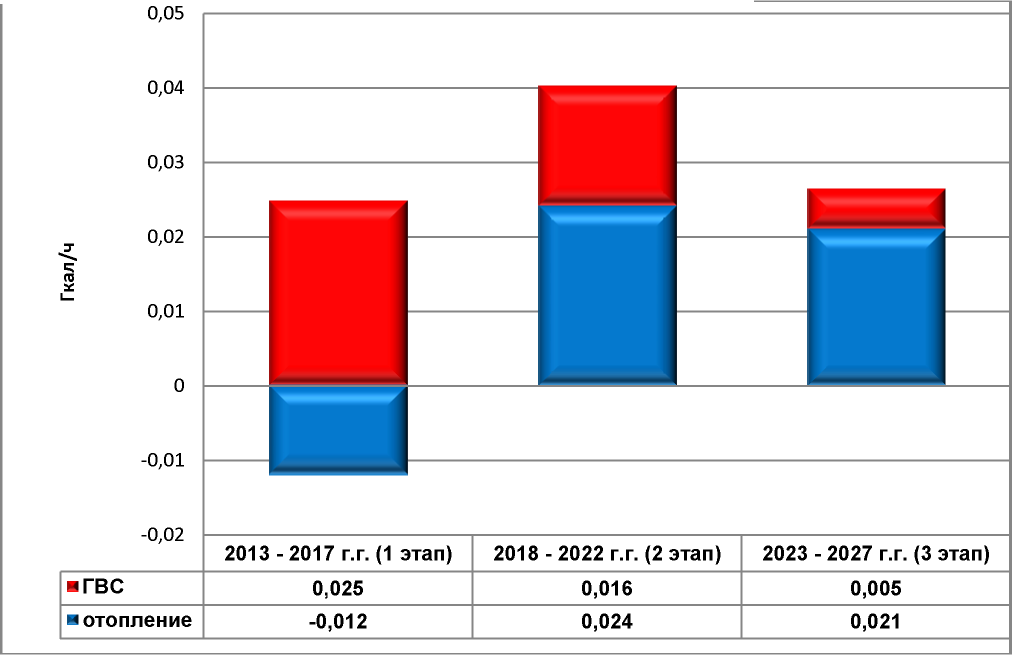 0,05
0,04
0,03
0,02
0,01
0
-0,01
-0,02
Гкал/ч
2013 - 2017 г.г. (1 этап) 2018 - 2022 г.г. (2 этап) 2023 - 2027 г.г. (3 этап)
ГВС 0,025 0,016 0,005
отопление -0,012 0,024 0,021